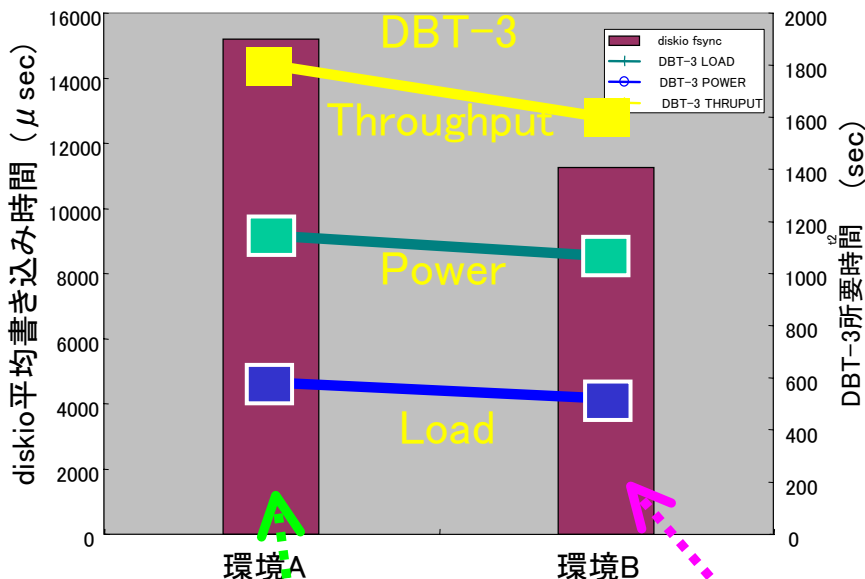 DBT-3
Throughput
Power
Load
diskio fsync
DBT-3 LOAD
DBT-3 POWER
DBT-3 THRUPUT
diskio平均書き込み時間（μsec）
16000
14000
12000
10000
8000
6000
4000
2000
0
2000
1800
1600
1400
1200
1000
800
600
400
200
0
DBT-3所要時間（sec）
t2
環境A
環境B